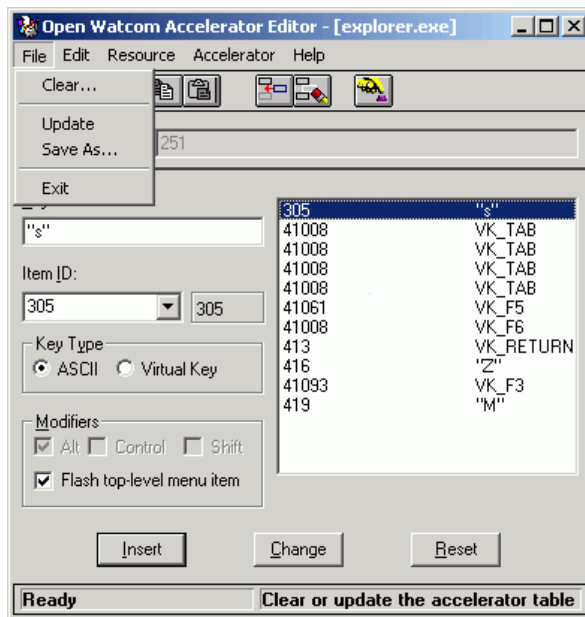 Open Watcom Accelerator Editor - [explorer.exe]
File Edit Resource Accelerator Help
Clear...
Update
Save As...
Exit
251
"s"
Item ID:
305 305
Key Type
ASCII Virtual Key
Modifiers
Alt Control Shift
Flash top-level menu item
305 "s"
41008 VK_TAB
41008 VK_TAB
41008 VK_TAB
41008 VK_TAB
41061 VK_F5
41008 VK_F6
413 VK_RETURN
416 "Z"
41093 VK_F3
419 "M"
Insert Change Reset
Ready Clear or update the accelerator table